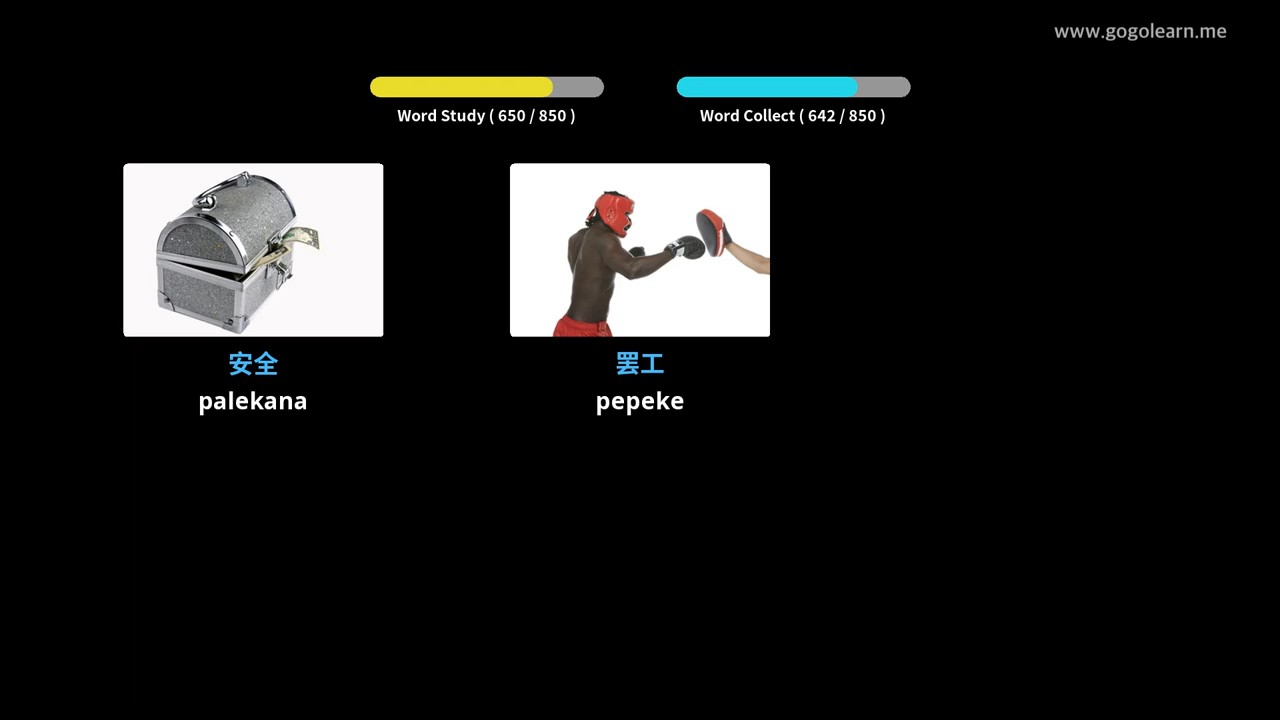 www.gogolearn.me
Word Study ( 650 / 850 )
Word Collect ( 642 / 850 )
安全
palekana
罢工
pepeke